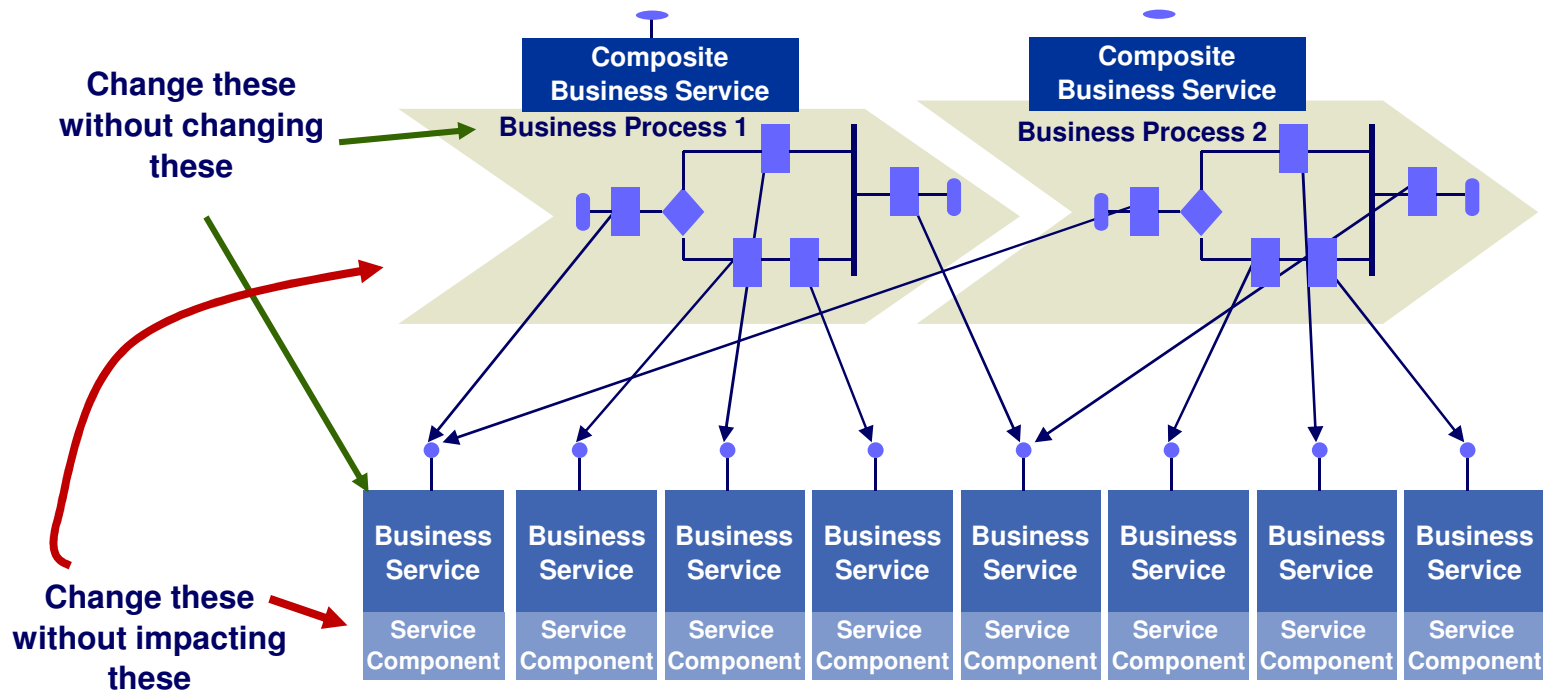 Composite
Business Service
Business Process 1
Composite
Business Service
Business Process 2
Change these
without changing
these
Change these
without impacting
these
Business
Service
Service
Component
Business
Service
Service
Component
Business
Service
Service
Component
Business
Service
Service
Component
Business
Service
Service
Component
Business
Service
Service
Component
Business
Service
Service
Component
Business
Service
Service
Component